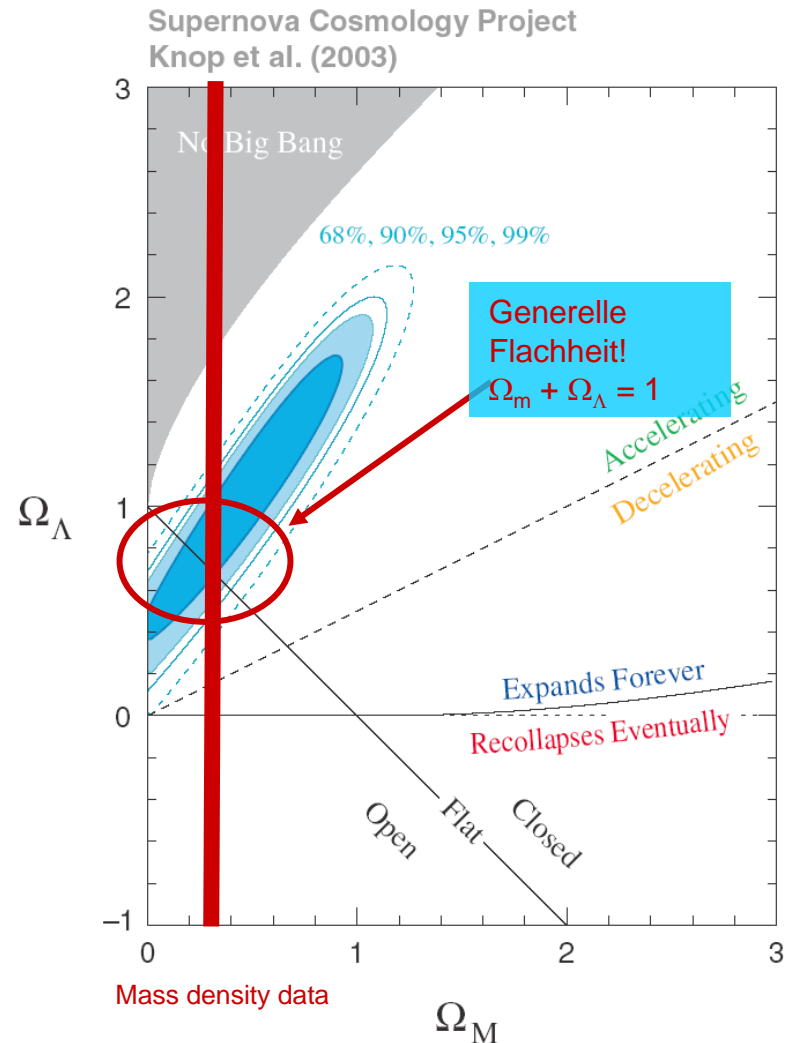 Supernova Cosmology Project
Knop et al. (2003)
3
No Big Bang
68%, 90%, 95%, 99%
2
Generelle
Flachheit!
Ωm + ΩΛ = 1
Accelerating
Decelerating
1
ΩΛ
Expands Forever
0
Recollapses Eventually
Open
Flat
Closed
−1
0
1
2
3
Mass density data
ΩM